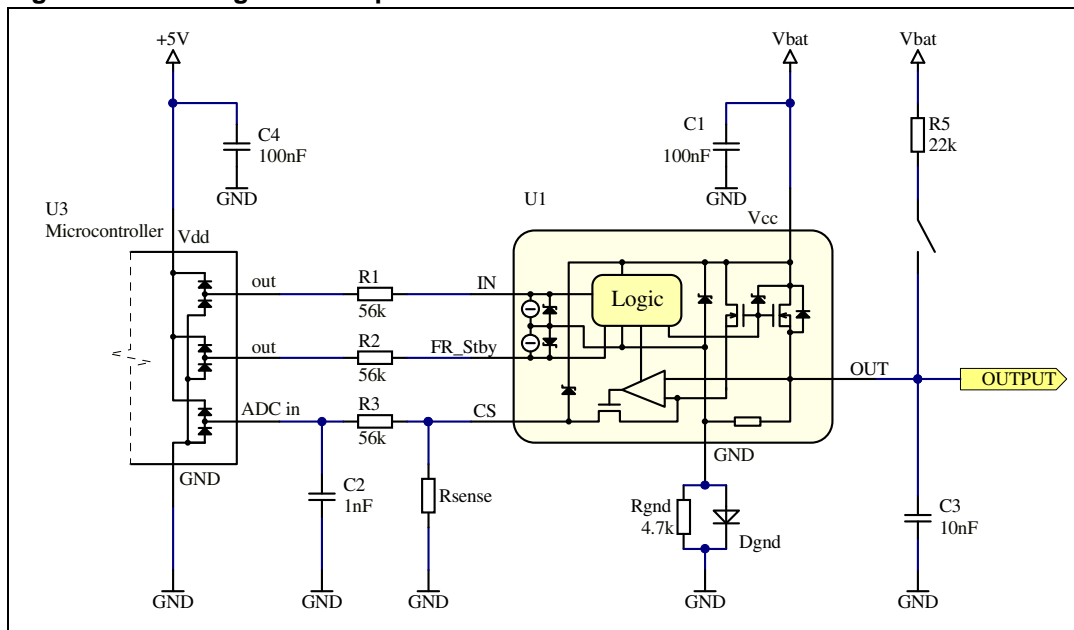 +5V
Vbat
Vbat
C4
100nF
GND
C1
100nF
GND
R5
22k
U3
Microcontroller
Vdd
U1
Vcc
out
R1
56k
IN
Logic
out
R2
56k
FR_Stby
OUT
OUTPUT
ADC in
R3
56k
CS
GND
GND
C2
1nF
Rsense
Rgnd
4.7k
Dgnd
C3
10nF
GND
GND
GND
GND
GND